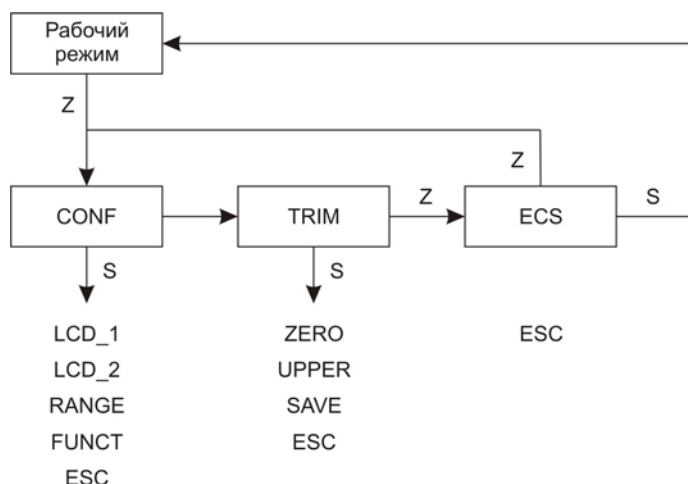 Рабочий
режим
Z
Z
CONF
TRIM
Z
ECS
S
S
S
LCD_1
LCD_2
RANGE
FUNCT
ESC
ZERO
UPPER
SAVE
ESC
ESC